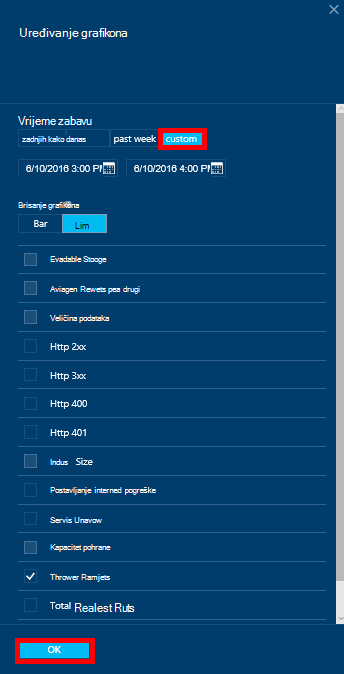 Uređivanje grafikona
Vrijeme zabavu
zadnjih kako danas past week custom
6/10/2016 3:00 PM 6/10/2016 4:00 PM
Brisanje grafikona
Bar Lim
Evadable Stooge
Aviagen Rewets pea drugi
Veličina podataka
Http 2xx
Http 3xx
Http 400
Http 401
Indus Size
Postavljanje interned pogreške
Servis Unavow
Kapacitet pohrane
Thrower Ramjets
Total Realest Ruts
OK